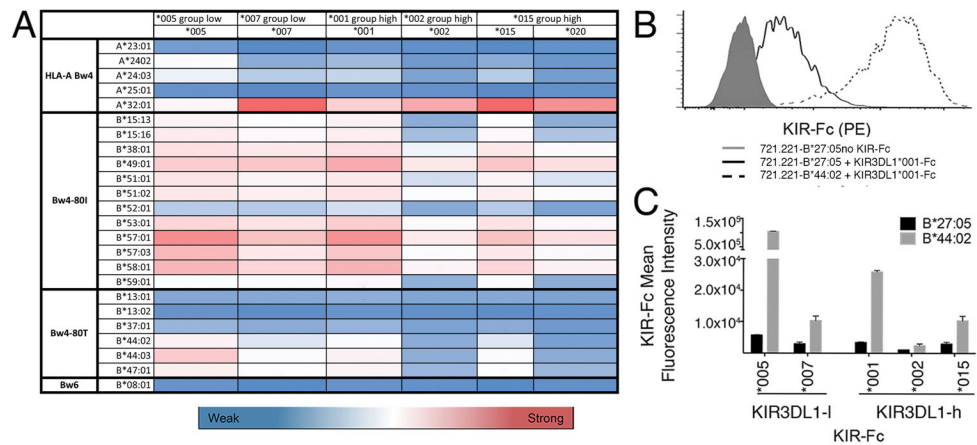 A
*005 group low *007 group low *001 group high *002 group high *015 group high
*005 *007 *001 *002 *015 *020
HLA-A Bw4
A*23:01
A*2402
A*24:03
A*25:01
A*32:01
Bw4-80I
B*15:13
B*15:16
B*38:01
B*49:01
B*51:01
B*51:02
B*52:01
B*53:01
B*57:01
B*57:03
B*58:01
B*59:01
Bw4-80T
B*13:01
B*13:02
B*37:01
B*44:02
B*44:03
B*47:01
Bw6
B*08:01
Weak Strong
B
KIR-Fc (PE)
721.221-B*27:05no KIR-Fc
721.221-B*27:05 + KIR3DL1*001-Fc
721.221-B*44:02 + KIR3DL1*001-Fc
C
KIR-Fc Mean
Fluorescence Intensity
1.5x10⁵
5.0x10⁵
3.0x10⁴
2.0x10⁴
1.0x10⁴
B*27:05
B*44:02
*005 *007 *001 *002 *015
KIR3DL1-l KIR3DL1-h
KIR-Fc